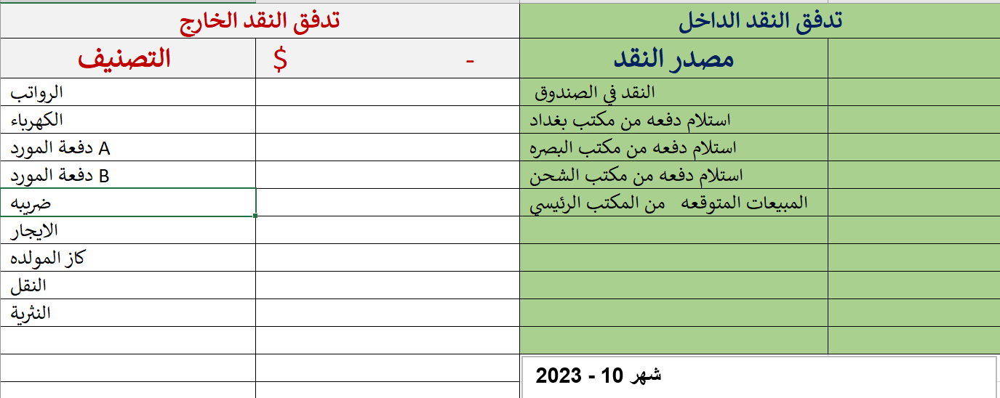 تدفق النقد الداخل
تدفق النقد الخارج
مصدر النقد
$ -
التصنيف
النقد في الصندوق
الرواتب
استلام دفعه من مكتب بغداد
الكهرباء
استلام دفعه من مكتب البصره
دفعة المورد A
استلام دفعه من مكتب الشحن
دفعة المورد B
المبيعات المتوقعه من المكتب الرئيسي
ضريبه
الايجار
كاز المولده
النقل
النثرية
شهر 10 - 2023